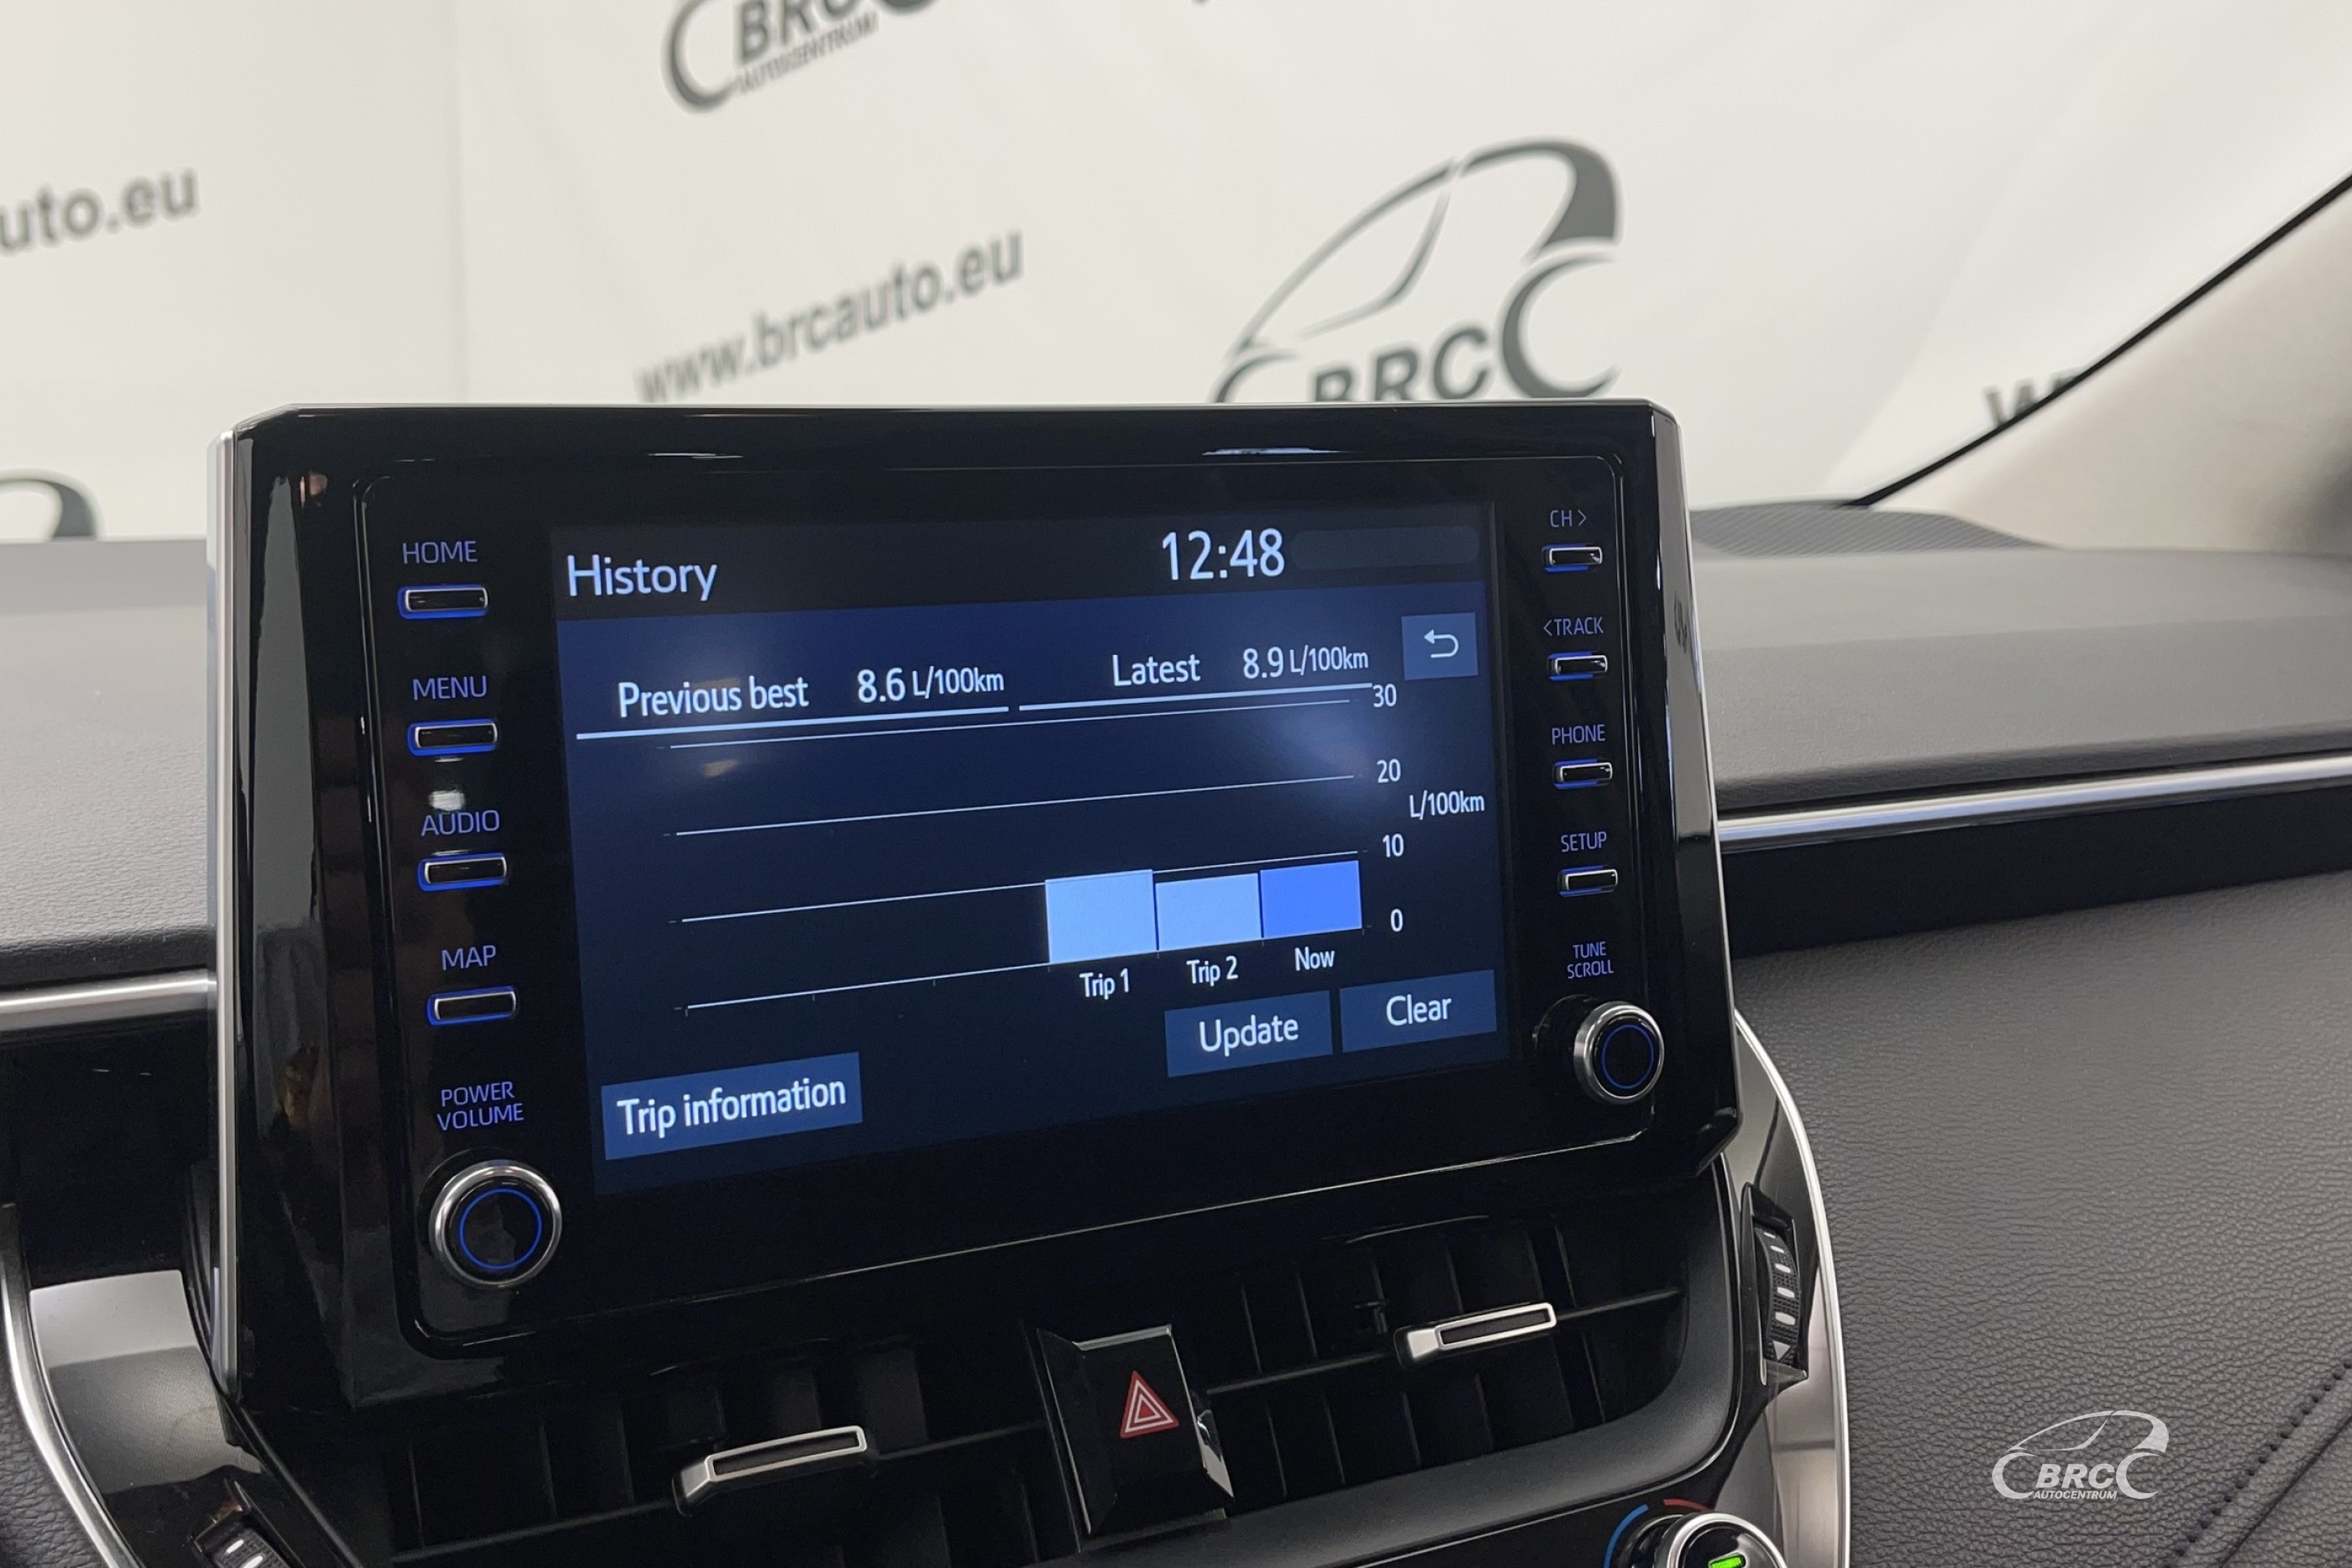 BRC
AUTOCENTRUMI
uto.eu
www.brcauto.eu
BRC
HOME
MENU
AUDIO
MAP
POWER
VOLUME
History
12:48
Previous best 8.6 L/100km
Latest 8.9 L/100km
30
20
L/100km
10
0
Trip 1
Trip 2
Now
Update
Clear
Trip information
CH>
<TRACK
PHONE
SETUP
TUNE
SCROLL
BRC
AUTOCENTRUM